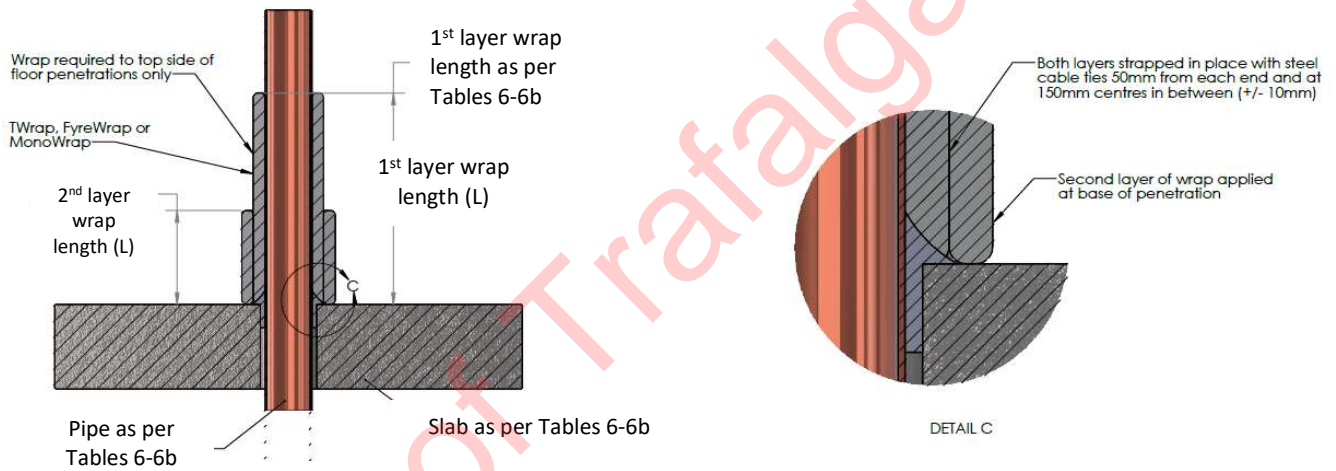 Wrap required to top side of
floor penetrations only
TWrap, FyreWrap or
MonoWrap
2nd layer
wrap
length (L)
1st layer wrap
length as per
Tables 6-6b
1st layer wrap
length (L)
C
Pipe as per
Tables 6-6b
Slab as per Tables 6-6b
of Trafalga
Both layers strapped in place with steel
cable ties 50mm from each end and at
150mm centres in between (+/- 10mm)
Second layer of wrap applied
at base of penetration
DETAIL C